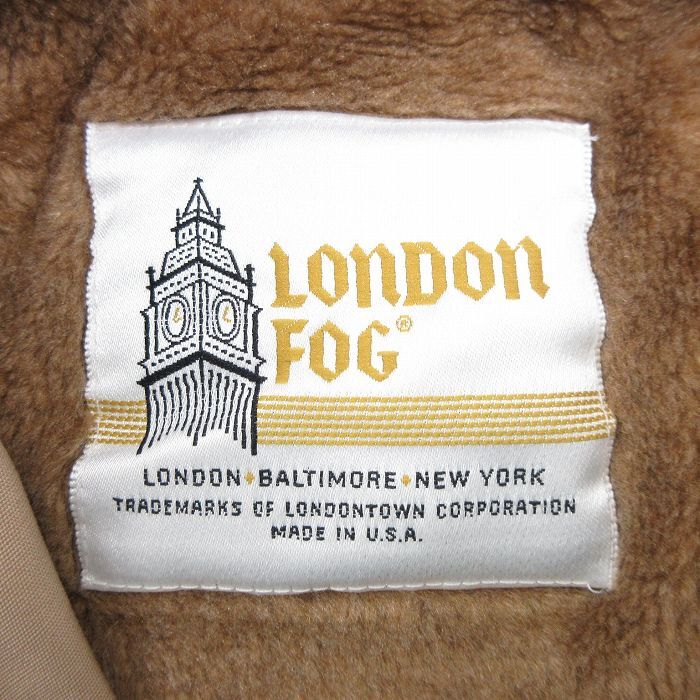 LONDON
FOG®
LONDON♦BALTIMORE♦NEW YORK
TRADEMARKS OF LONDONTOWN CORPORATION
MADE IN U.S.A.